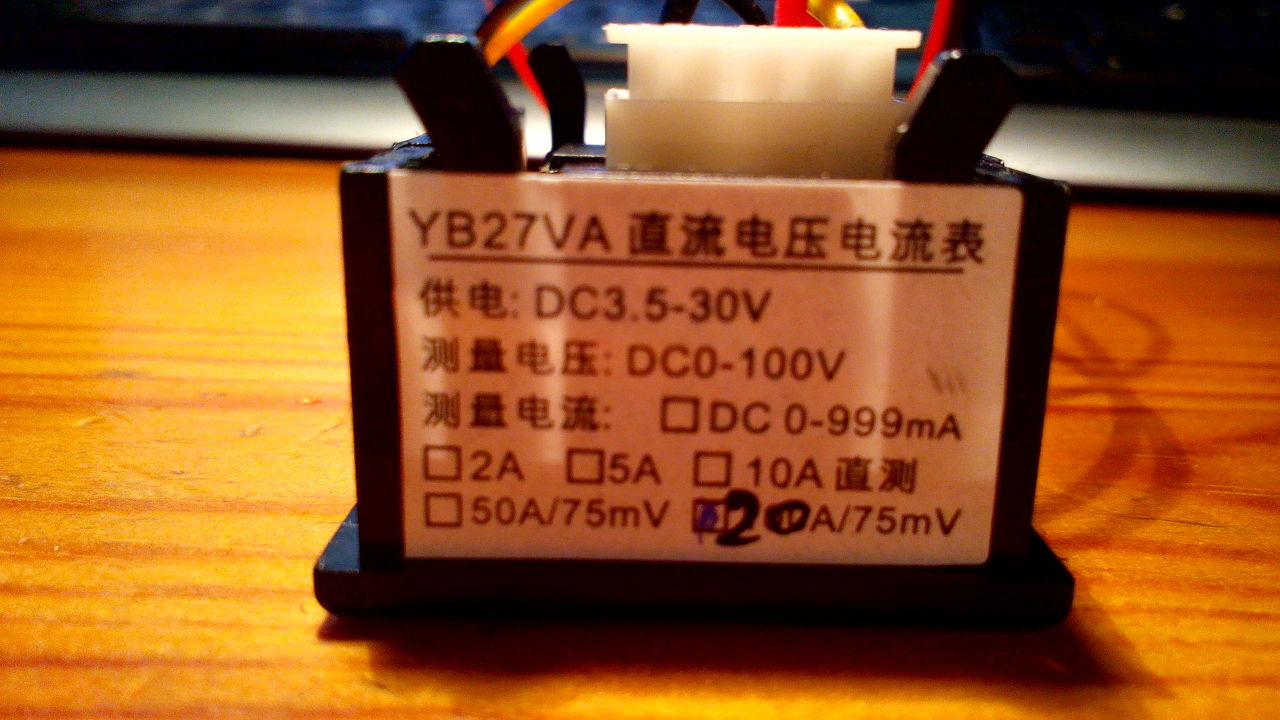 YB27VA 直流电压电流表
供电: DC3.5-30V
测量电压: DC0-100V
测量电流: □DC 0-999mA
□2A □5A □10A 直测
□50A/75mV ☑20A/75mV